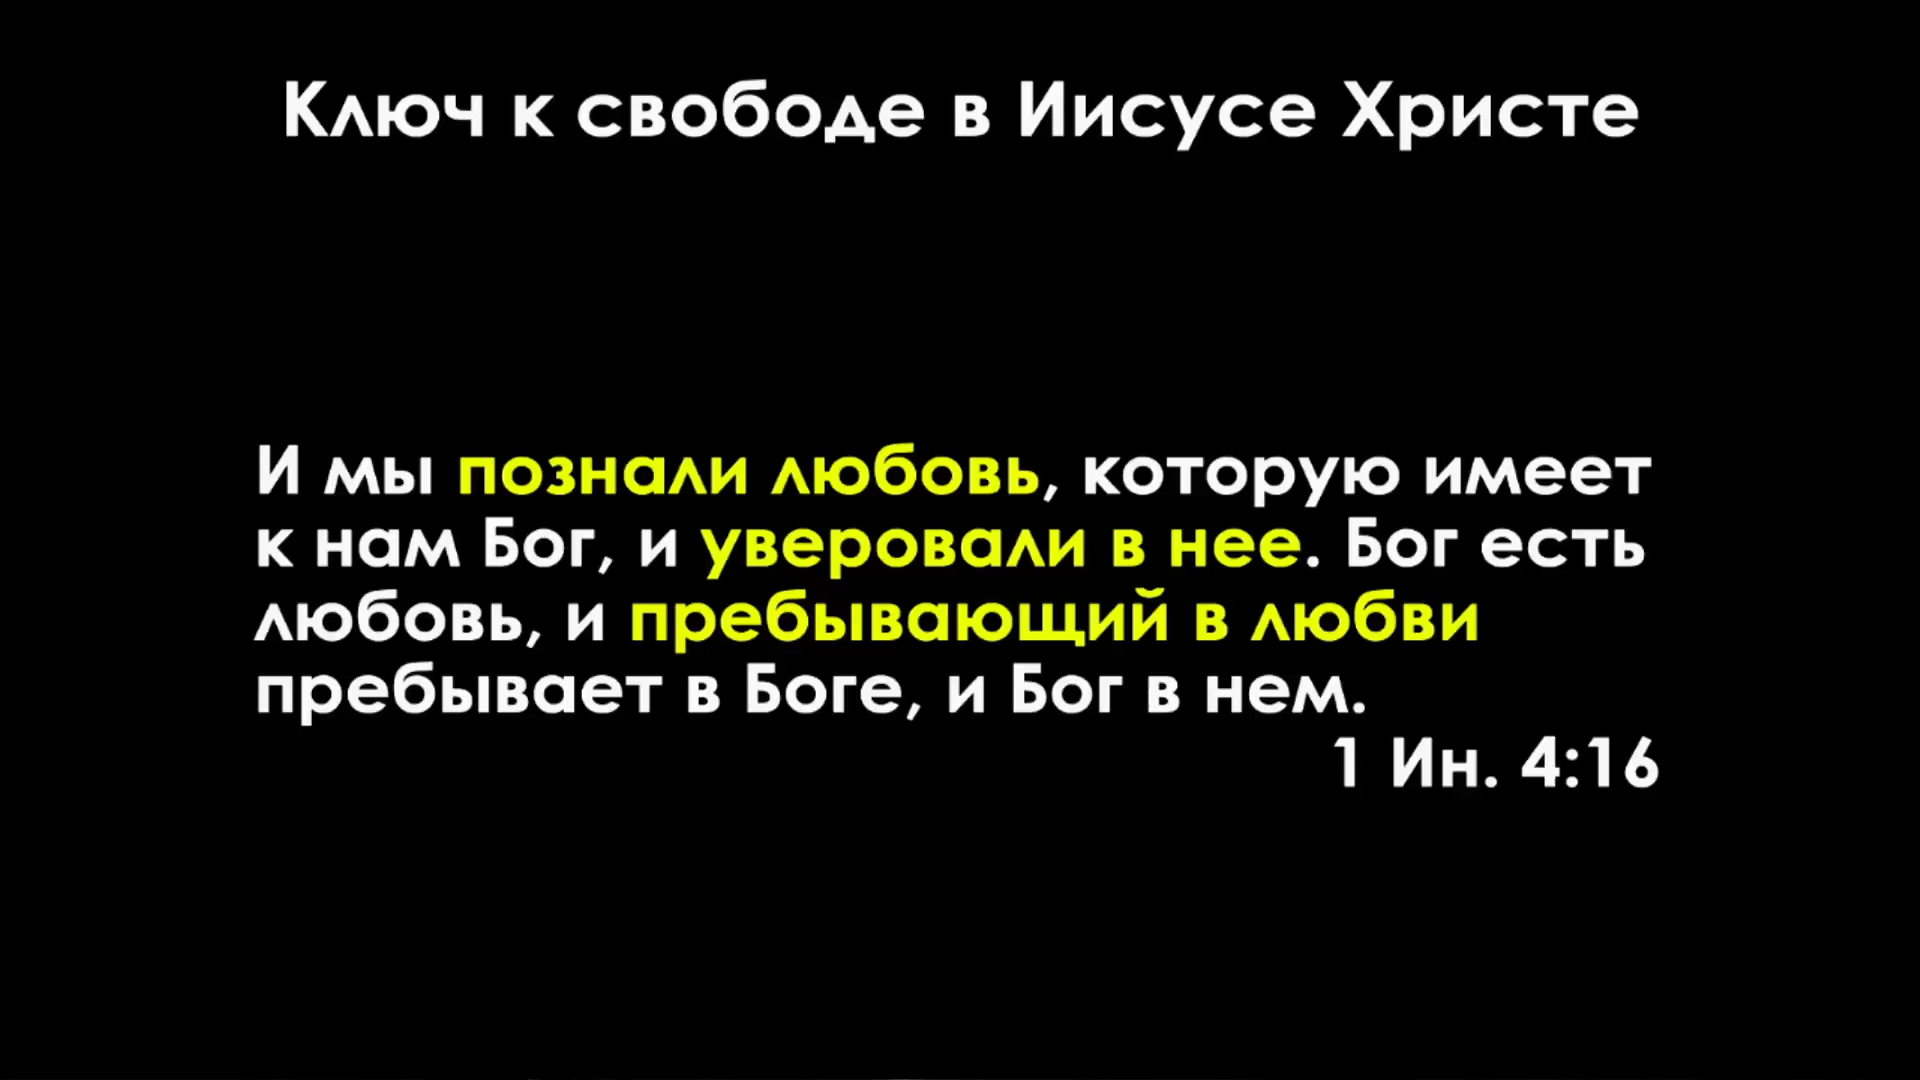 Ключ к свободе в Иисусе Христе
И мы познали любовь, которую имеет
к нам Бог, и уверовали в нее. Бог есть
любовь, и пребывающий в любви
пребывает в Боге, и Бог в нем.
1 Ин. 4:16